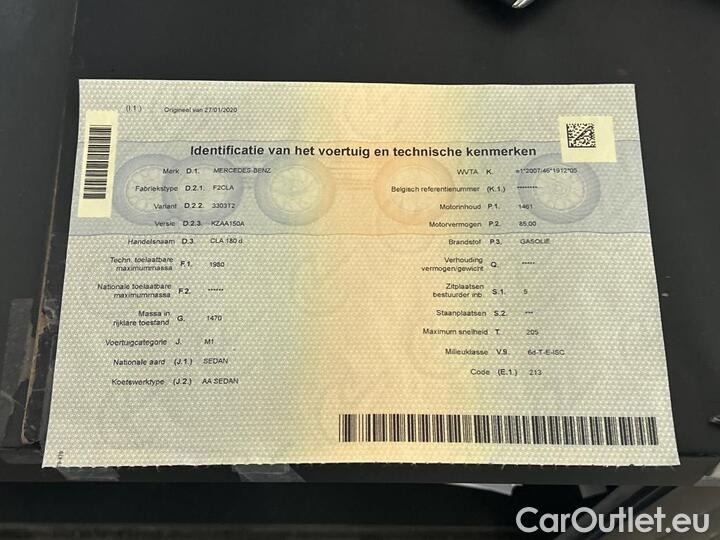 (I.1.) Origineel van 27/01/2020
Identificatie van het voertuig en technische kenmerken
Merk D.1. MERCEDES-BENZ
Fabriekstype D.2.1. F2CLA
Variant D.2.2. 3303T2
Versie D.2.3. KZAA150A
Handelsnaam D.3. CLA 180 d
Techn. toelaatbare
maximummassa F.1. 1980
Nationale toelaatbare
maximummassa F.2. ******
Massa in
rijklare toestand G. 1470
Voertuigcategorie J. M1
Nationale aard (J.1.) SEDAN
Koetswerktype (J.2.) AA SEDAN
WVTA K. e1*2007/46*1912*05
Belgisch referentienummer (K.1.) ********
Motorinhoud P.1. 1461
Motorvermogen P.2. 85,00
Brandstof P.3. GASOLIE
Verhouding
vermogen/gewicht Q. *****
Zitplaatsen
bestuurder inb. S.1. 5
Staanplaatsen S.2. ***
Maximum snelheid T. 205
Milieuklasse V.9. 6d-T-E-ISC
Code (E.1.) 213
CarOutlet.eu